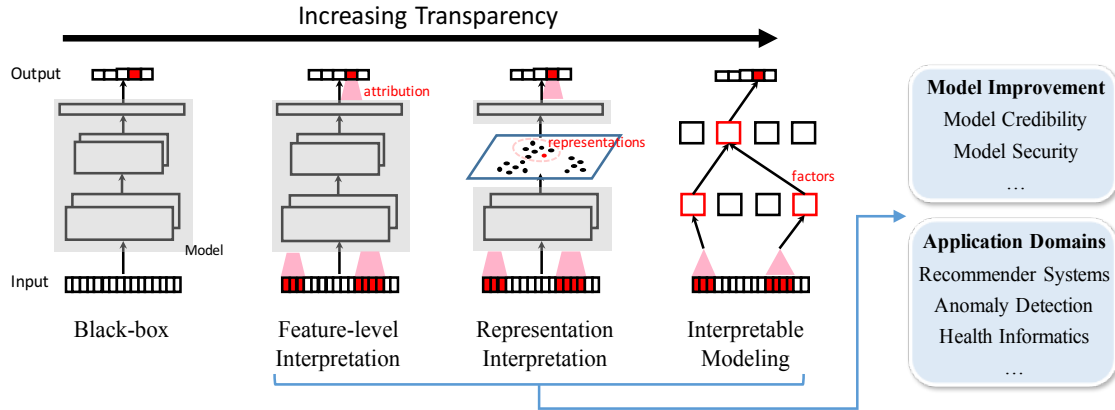 Increasing Transparency
Output
attribution
representations
factors
Model
Input
Black-box
Feature-level
Interpretation
Representation
Interpretation
Interpretable
Modeling
Model Improvement
Model Credibility
Model Security
…
Application Domains
Recommender Systems
Anomaly Detection
Health Informatics
…